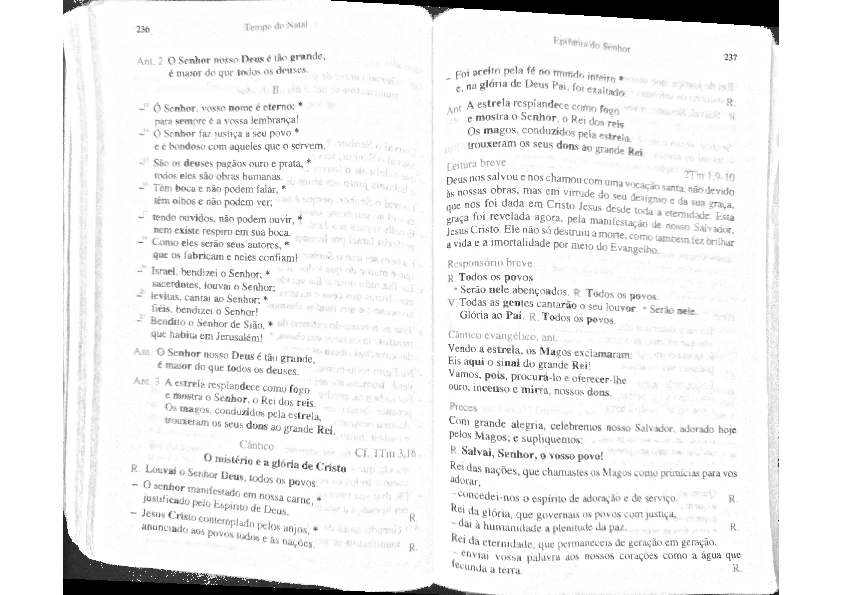 236
Tempo do Natal
Ant. 2 O Senhor nosso Deus é tão grande,
é maior do que todos os deuses.
II
–¹³ Ó Senhor, vosso nome é eterno; *
para sempre é a vossa lembrança!
–¹⁴ O Senhor faz justiça a seu povo *
e é bondoso com aqueles que o servem.
–¹⁵ São os deuses pagãos ouro e prata, *
todos eles são obras humanas.
–¹⁶ Têm boca e não podem falar, *
têm olhos e não podem ver;
–¹⁷ tendo ouvidos, não podem ouvir, *
nem existe respiro em sua boca.
–¹⁸ Como eles serão seus autores, *
que os fabricam e neles confiam!
–¹⁹ Israel, bendizei o Senhor; *
sacerdotes, louvai o Senhor;
–²⁰ levitas, cantai ao Senhor; *
fiéis, bendizei o Senhor!
–²¹ Bendito o Senhor de Sião, *
que habita em Jerusalém!
Ant. O Senhor nosso Deus é tão grande,
é maior do que todos os deuses.
Ant. 3 A estrela resplandece como fogo
e mostra o Senhor, o Rei dos reis.
Os magos, conduzidos pela estrela,
trouxeram os seus dons ao grande Rei.
Cântico
Cf. 1Tm 3,16
O mistério e a glória de Cristo
R. Louvai o Senhor Deus, todos os povos.
– O senhor manifestado em nossa carne, *
justificado pelo Espírito de Deus. R.
– Jesus Cristo contemplado pelos anjos, *
anunciado aos povos todos e às nações. R.
Epifania do Senhor
237
– Foi aceito pela fé no mundo inteiro *
e, na glória de Deus Pai, foi exaltado. R.
Ant. A estrela resplandece como fogo
e mostra o Senhor, o Rei dos reis.
Os magos, conduzidos pela estrela,
trouxeram os seus dons ao grande Rei.
Leitura breve
2Tm 1,9-10
Deus nos salvou e nos chamou com uma vocação santa, não devido
às nossas obras, mas em virtude do seu desígnio e da sua graça,
que nos foi dada em Cristo Jesus desde toda a eternidade. Esta
graça foi revelada agora, pela manifestação de nosso Salvador,
Jesus Cristo. Ele não só destruiu a morte, como também fez brilhar
a vida e a imortalidade por meio do Evangelho.
Responsório breve
R. Todos os povos
* Serão nele abençoados. R. Todos os povos.
V. Todas as gentes cantarão o seu louvor. * Serão nele.
Glória ao Pai. R. Todos os povos.
Cântico evangélico, ant.
Vendo a estrela, os Magos exclamaram:
Eis aqui o sinal do grande Rei!
Vamos, pois, procurá-lo e oferecer-lhe
ouro, incenso e mirra, nossos dons.
Preces
Com grande alegria, celebremos nosso Salvador, adorado hoje
pelos Magos; e supliquemos:
R. Salvai, Senhor, o vosso povo!
Rei das nações, que chamastes os Magos como primícias para vos
adorar,
– concedei-nos o espírito de adoração e de serviço. R.
Rei da glória, que governais os povos com justiça,
– dai à humanidade a plenitude da paz. R.
Rei da eternidade, que permaneceis de geração em geração,
– enviai vossa palavra aos nossos corações como a água que
fecunda a terra. R.